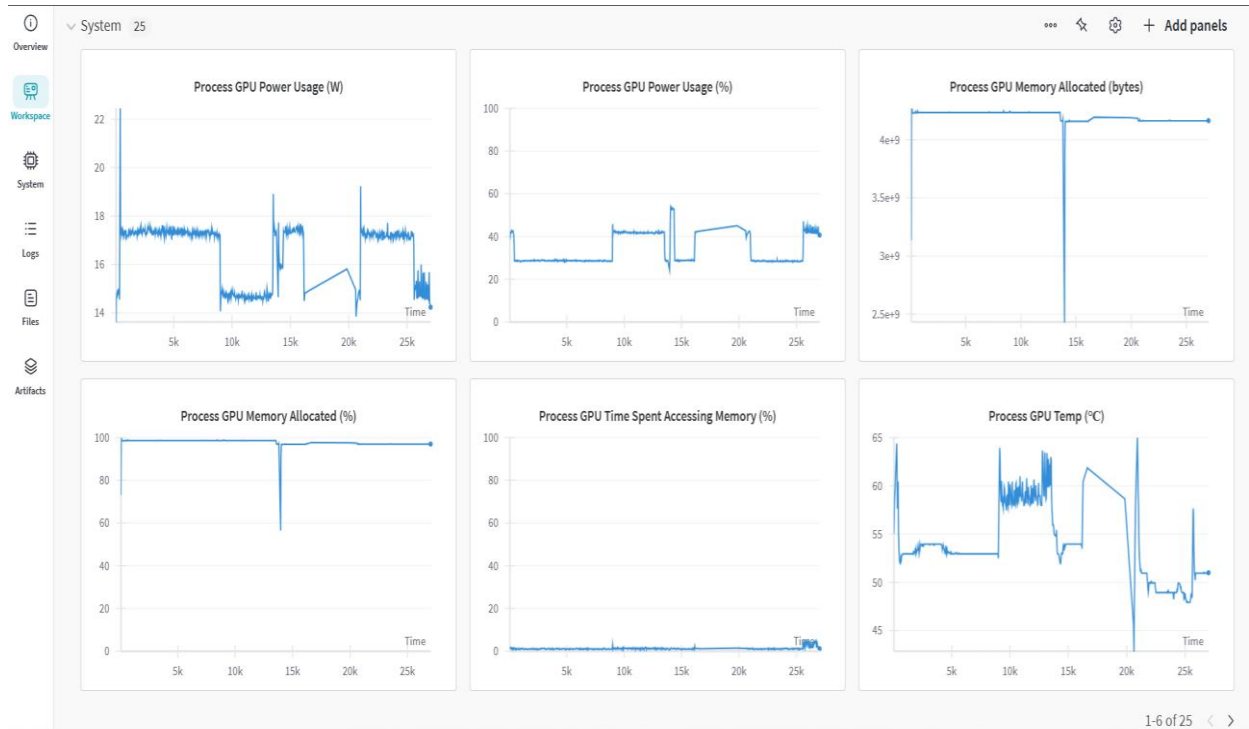 Overview
Workspace
System
Logs
Files
Artifacts
System 25
Add panels
Process GPU Power Usage (W)
22
20
18
16
14
Time
5k 10k 15k 20k 25k
Process GPU Power Usage (%)
100
80
60
40
20
0
Time
5k 10k 15k 20k 25k
Process GPU Memory Allocated (bytes)
4e+9
3.5e+9
3e+9
2.5e+9
Time
5k 10k 15k 20k 25k
Process GPU Memory Allocated (%)
100
80
60
40
20
0
Time
5k 10k 15k 20k 25k
Process GPU Time Spent Accessing Memory (%)
100
80
60
40
20
0
Time
5k 10k 15k 20k 25k
Process GPU Temp (°C)
65
60
55
50
45
Time
5k 10k 15k 20k 25k
1-6 of 25